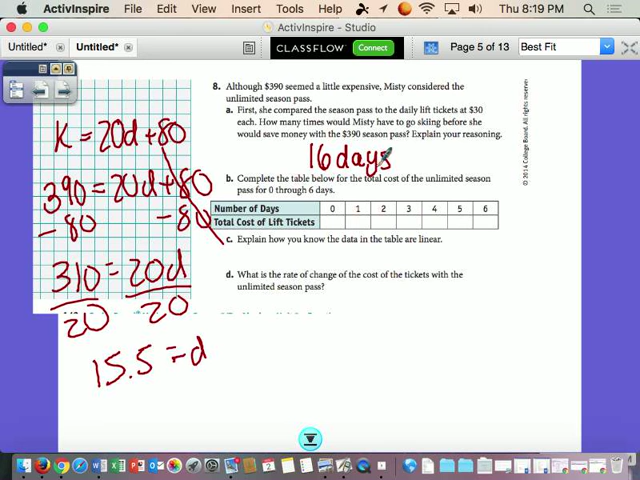 ActivInspire File Edit View Insert Tools Help Thu 8:19 PM
ActivInspire - Studio
Untitled* Untitled* CLASSFLOW Connect Page 5 of 13 Best Fit
8. Although $390 seemed a little expensive, Misty considered the
unlimited season pass.
a. First, she compared the season pass to the daily lift tickets at $30
each. How many times would Misty have to go skiing before she
would save money with the $390 season pass? Explain your reasoning.
16 days
b. Complete the table below for the total cost of the unlimited season
pass for 0 through 6 days.
Number of Days 0 1 2 3 4 5 6
Total Cost of Lift Tickets
c. Explain how you know the data in the table are linear.
d. What is the rate of change of the cost of the tickets with the
unlimited season pass?
K = 20d + 80
390 = 20d + 80
- 80 - 80
310 = 20d
20 20
15.5 = d
© 2014 College Board. All rights reserved.